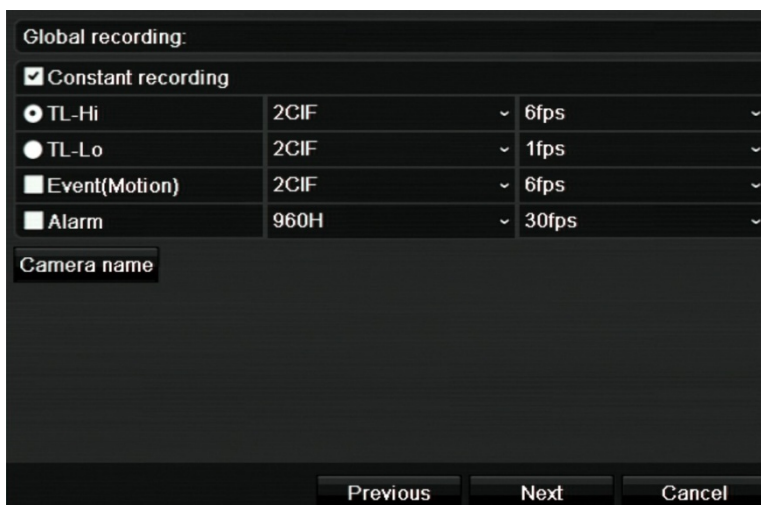 Global recording:
Constant recording
TL-Hi 2CIF 6fps
TL-Lo 2CIF 1fps
Event(Motion) 2CIF 6fps
Alarm 960H 30fps
Camera name
Previous Next Cancel